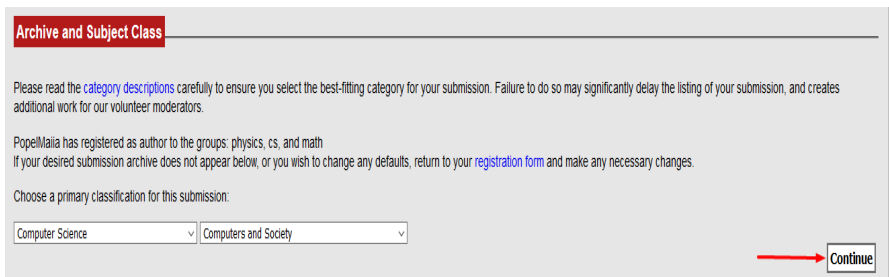 Archive and Subject Class
Please read the category descriptions carefully to ensure you select the best-fitting category for your submission. Failure to do so may significantly delay the listing of your submission, and creates
additional work for our volunteer moderators.
PopelMaiia has registered as author to the groups: physics, cs, and math
If your desired submission archive does not appear below, or you wish to change any defaults, return to your registration form and make any necessary changes.
Choose a primary classification for this submission:
Computer Science Computers and Society
Continue